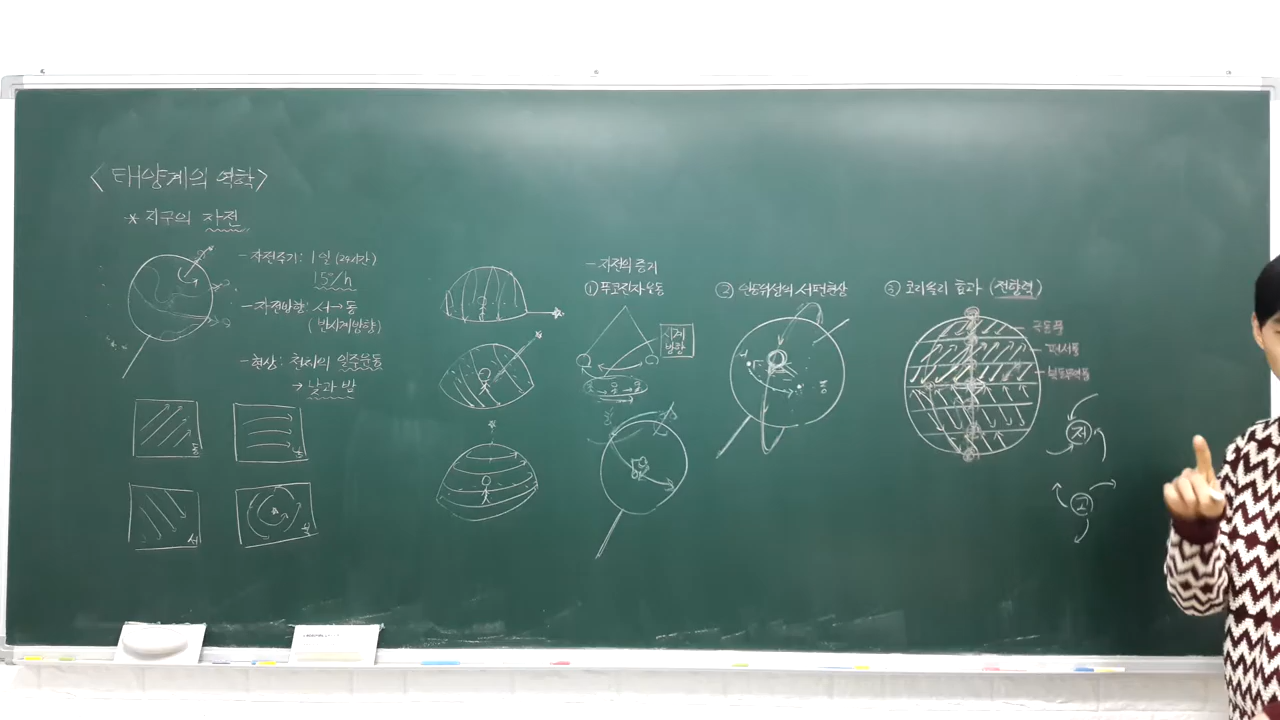 <태양계의 역학>
* 지구의 자전
- 자전주기: 1일 (24시간)
15°/h
- 자전방향: 서→동
(반시계방향)
- 현상: 천체의 일주운동
→ 낮과 밤
동
남
서
북
- 자전의 증거
① 푸코진자 운동
시계
방향
② 인공위성의 서편현상
서
동
③ 코리올리 효과 (전향력)
극동풍
편서풍
북동무역풍
저
고